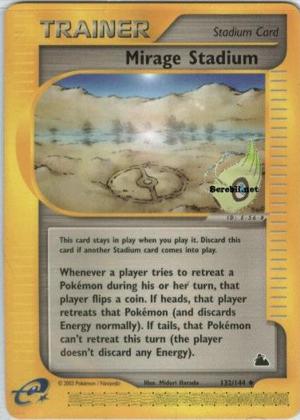 TRAINER
Stadium Card
Mirage Stadium
Serebii.net
This card stays in play when you play it. Discard this
card if another Stadium card comes into play.
Whenever a player tries to retreat a
Pokémon during his or her turn, that
player flips a coin. If heads, that player
retreats that Pokémon (and discards
Energy normally). If tails, that Pokémon
can't retreat this turn (the player
doesn't discard any Energy).
e
© 2003 Pokémon / Nintendo
Illus. Midori Harada
132/144